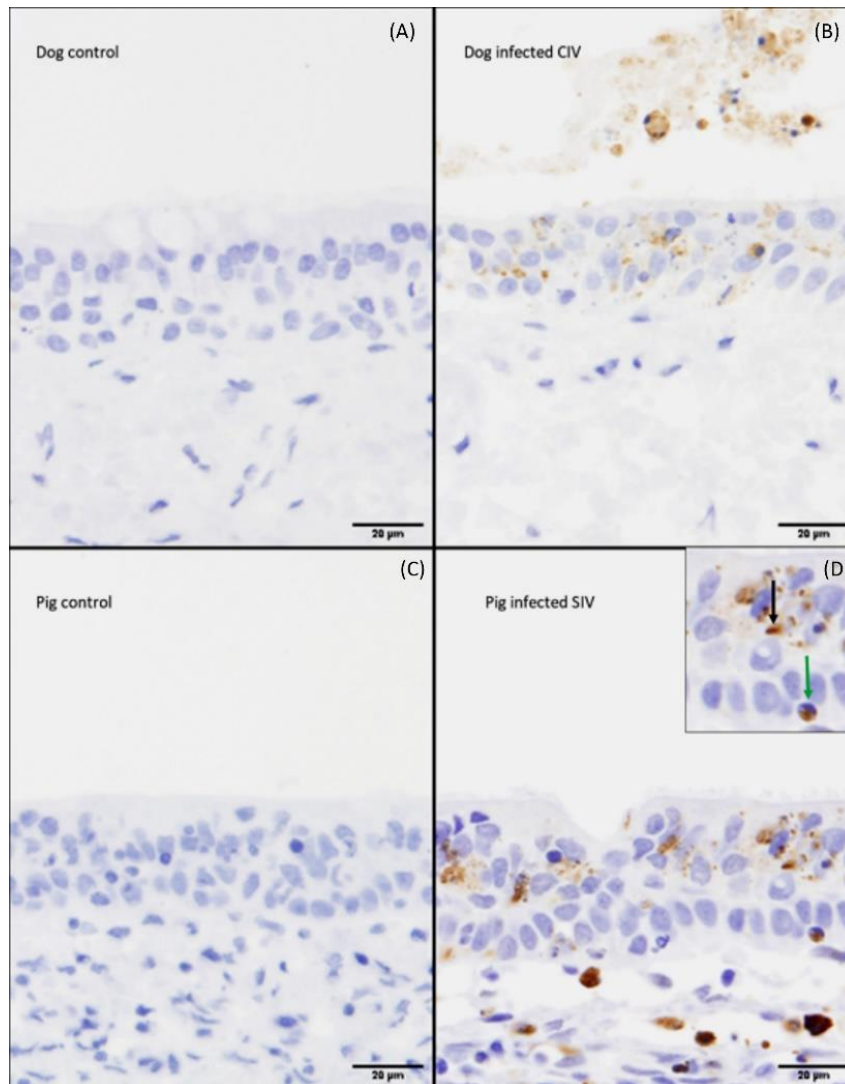 (A)
Dog control
20 µm
(B)
Dog infected CIV
20 µm
(C)
Pig control
20 µm
(D)
Pig infected SIV
20 µm